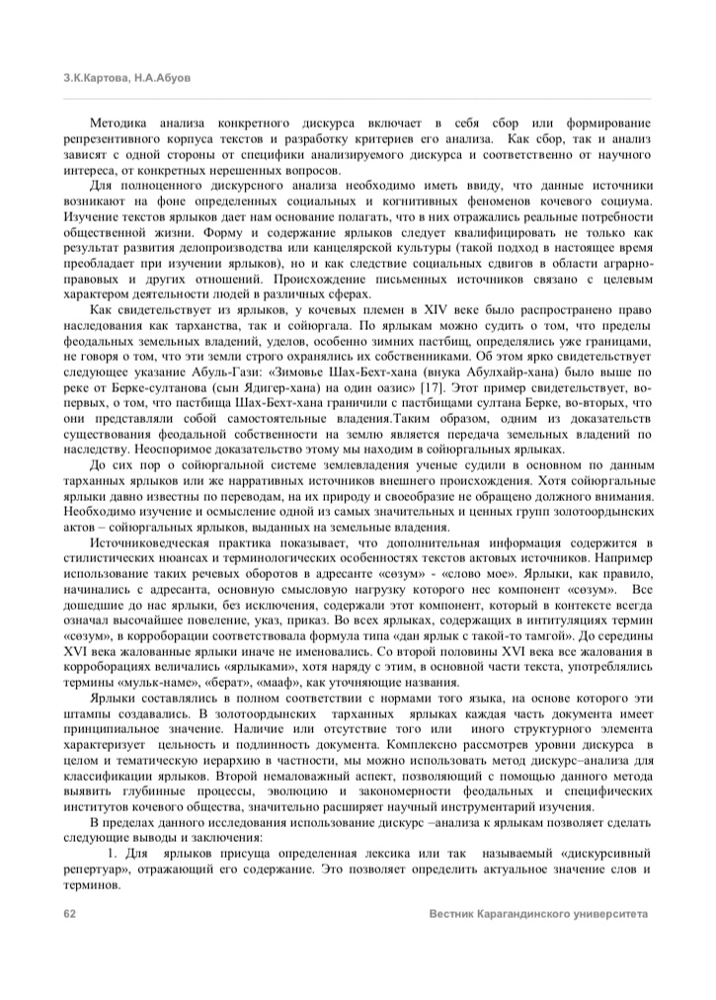 З.К.Картова, Н.А.Абуов
Методика анализа конкретного дискурса включает в себя сбор или формирование
репрезентивного корпуса текстов и разработку критериев его анализа. Как сбор, так и анализ
зависят с одной стороны от специфики анализируемого дискурса и соответственно от научного
интереса, от конкретных нерешенных вопросов.
Для полноценного дискурсного анализа необходимо иметь ввиду, что данные источники
возникают на фоне определенных социальных и когнитивных феноменов кочевого социума.
Изучение текстов ярлыков дает нам основание полагать, что в них отражались реальные потребности
общественной жизни. Форму и содержание ярлыков следует квалифицировать не только как
результат развития делопроизводства или канцелярской культуры (такой подход в настоящее время
преобладает при изучении ярлыков), но и как следствие социальных сдвигов в области аграрно-
правовых и других отношений. Происхождение письменных источников связано с целевым
характером деятельности людей в различных сферах.
Как свидетельствует из ярлыков, у кочевых племен в XIV веке было распространено право
наследования как тарханства, так и сойюргала. По ярлыкам можно судить о том, что пределы
феодальных земельных владений, уделов, особенно зимних пастбищ, определялись уже границами,
не говоря о том, что эти земли строго охранялись их собственниками. Об этом ярко свидетельствует
следующее указание Абуль-Гази: «Зимовье Шах-Бехт-хана (внука Абулхайр-хана) было выше по
реке от Берке-султанова (сын Ядигер-хана) на один оазис» [17]. Этот пример свидетельствует, во-
первых, о том, что пастбища Шах-Бехт-хана граничили с пастбищами султана Берке, во-вторых, что
они представляли собой самостоятельные владения.Таким образом, одним из доказательств
существования феодальной собственности на землю является передача земельных владений по
наследству. Неоспоримое доказательство этому мы находим в сойюргальных ярлыках.
До сих пор о сойюргальной системе землевладения ученые судили в основном по данным
тарханных ярлыков или же нарративных источников внешнего происхождения. Хотя сойюргальные
ярлыки давно известны по переводам, на их природу и своеобразие не обращено должного внимания.
Необходимо изучение и осмысление одной из самых значительных и ценных групп золотоордынских
актов – сойюргальных ярлыков, выданных на земельные владения.
Источниковедческая практика показывает, что дополнительная информация содержится в
стилистических нюансах и терминологических особенностях текстов актовых источников. Например
использование таких речевых оборотов в адресанте «сөзум» - «слово мое». Ярлыки, как правило,
начинались с адресанта, основную смысловую нагрузку которого нес компонент «сөзум». Все
дошедшие до нас ярлыки, без исключения, содержали этот компонент, который в контексте всегда
означал высочайшее повеление, указ, приказ. Во всех ярлыках, содержащих в интитуляциях термин
«сөзум», в корроборации соответствовала формула типа «дан ярлык с такой-то тамгой». До середины
XVI века жалованные ярлыки иначе не именовались. Со второй половины XVI века все жалования в
корроборациях величались «ярлыками», хотя наряду с этим, в основной части текста, употреблялись
термины «мульк-наме», «берат», «мааф», как уточняющие названия.
Ярлыки составлялись в полном соответствии с нормами того языка, на основе которого эти
штампы создавались. В золотоордынских тарханных ярлыках каждая часть документа имеет
принципиальное значение. Наличие или отсутствие того или иного структурного элемента
характеризует цельность и подлинность документа. Комплексно рассмотрев уровни дискурса в
целом и тематическую иерархию в частности, мы можно использовать метод дискурс–анализа для
классификации ярлыков. Второй немаловажный аспект, позволяющий с помощью данного метода
выявить глубинные процессы, эволюцию и закономерности феодальных и специфических
институтов кочевого общества, значительно расширяет научный инструментарий изучения.
В пределах данного исследования использование дискурс –анализа к ярлыкам позволяет сделать
следующие выводы и заключения:
1. Для ярлыков присуща определенная лексика или так называемый «дискурсивный
репертуар», отражающий его содержание. Это позволяет определить актуальное значение слов и
терминов.
62 Вестник Карагандинского университета